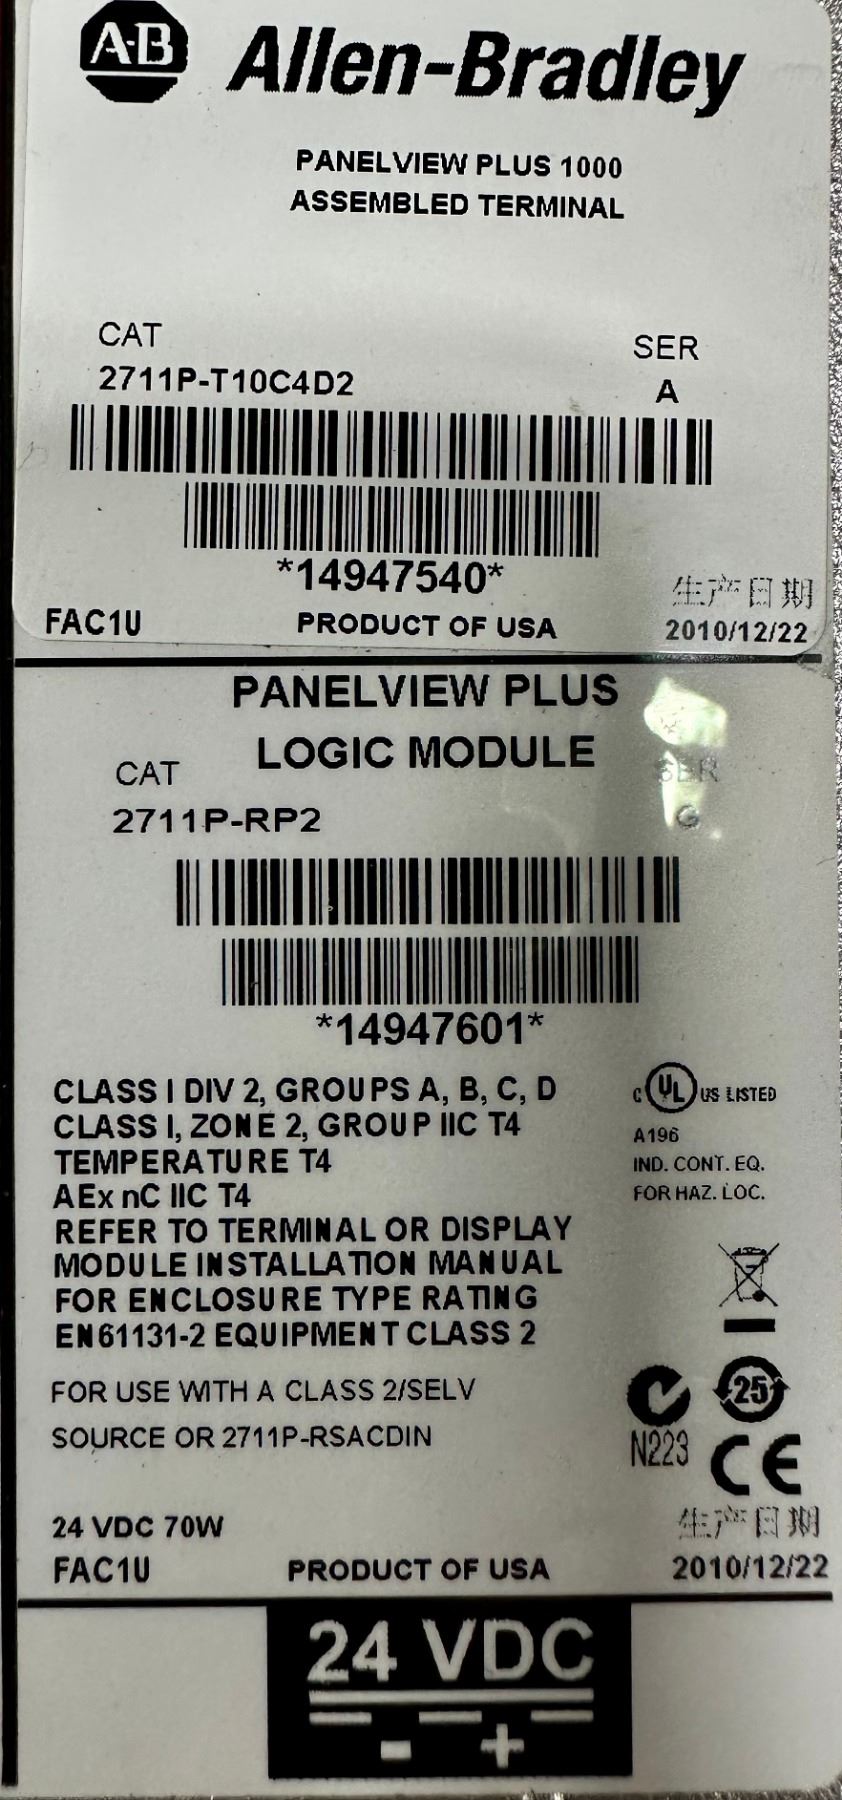 A-B Allen-Bradley
PANELVIEW PLUS 1000
ASSEMBLED TERMINAL
CAT SER
2711P-T10C4D2 A
*14947540*
生产日期
FAC1U PRODUCT OF USA 2010/12/22
PANELVIEW PLUS
LOGIC MODULE
CAT SER
2711P-RP2 G
*14947601*
CLASS I DIV 2, GROUPS A, B, C, D
CLASS I, ZONE 2, GROUP IIC T4
TEMPERATURE T4
AEx nC IIC T4
REFER TO TERMINAL OR DISPLAY
MODULE INSTALLATION MANUAL
FOR ENCLOSURE TYPE RATING
EN61131-2 EQUIPMENT CLASS 2
C UL US LISTED
A196
IND. CONT. EQ.
FOR HAZ. LOC.
FOR USE WITH A CLASS 2/SELV
SOURCE OR 2711P-RSACDIN
25
N223
CE
24 VDC 70W
生产日期
FAC1U PRODUCT OF USA 2010/12/22
24 VDC
- +